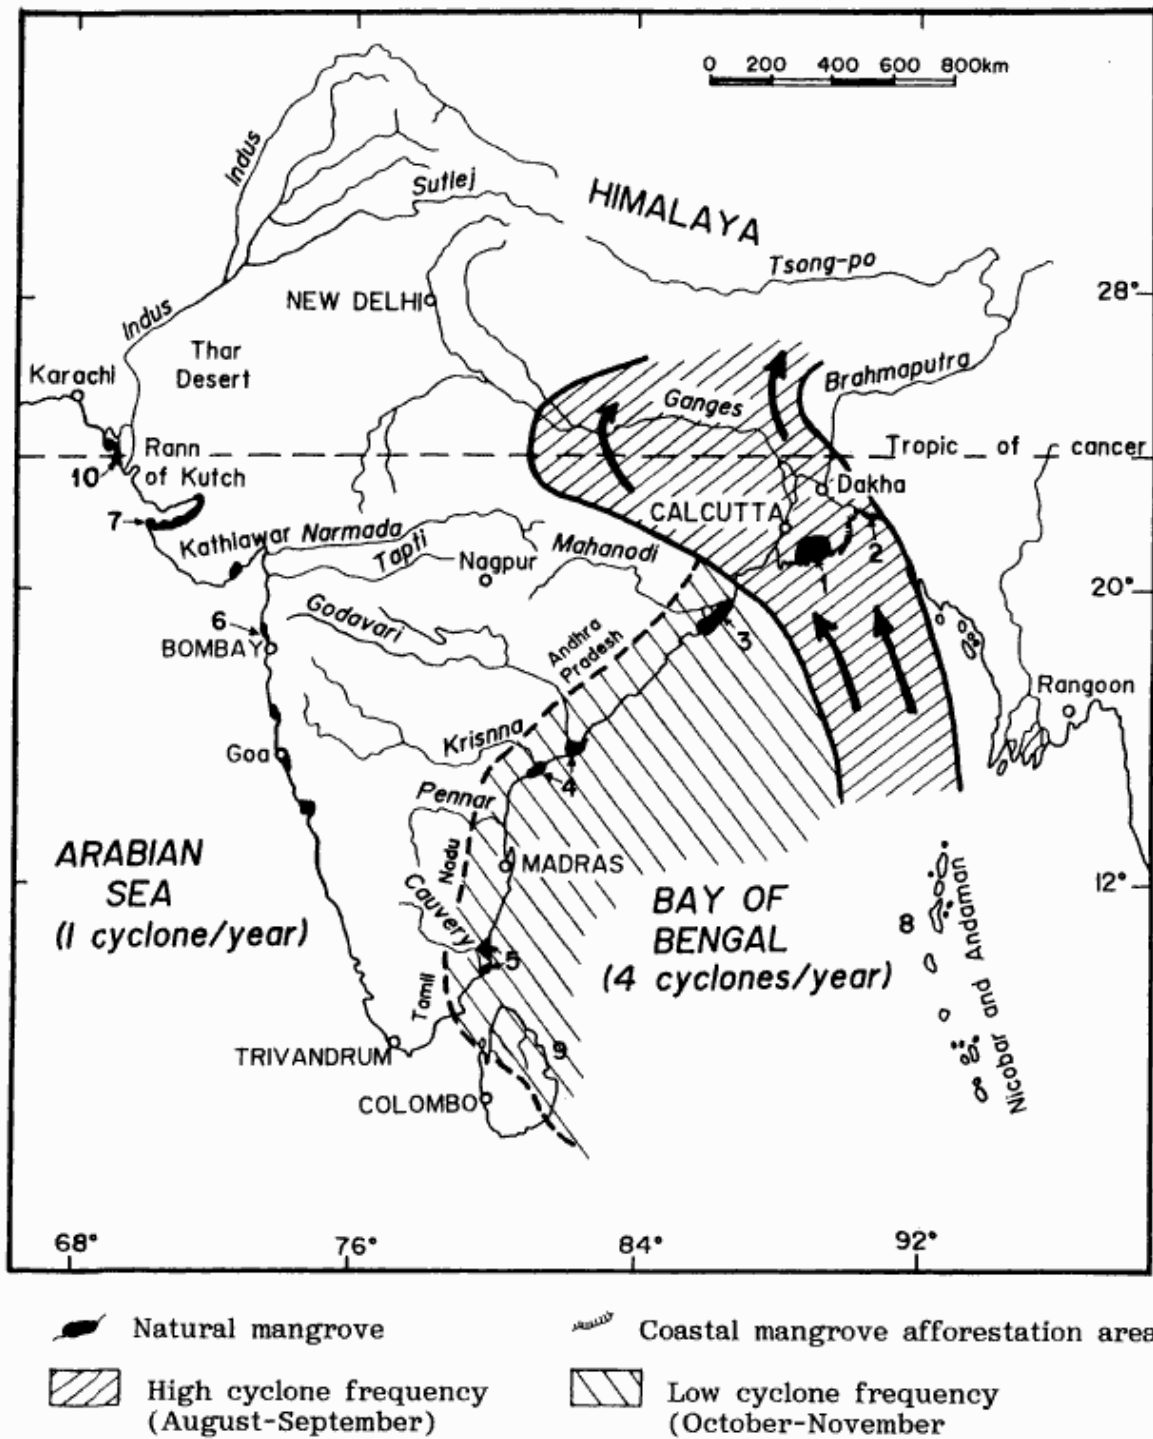 0 200 400 600 800km
Indus
Sutlej
HIMALAYA
Tsong-po
28°
NEW DELHI
Indus
Thar
Desert
Karachi
Brahmaputra
Ganges
Tropic of cancer
Rann
of Kutch
10
Dakha
7
CALCUTTA
2
Kathiawar
Narmada
Tapti
Mahanodi
Nagpur
20°
Godavari
6
BOMBAY
Andhra
Pradesh
3
Rangoon
Krisnna
Goa
4
Pennar
ARABIAN
SEA
(1 cyclone/year)
Nadu
MADRAS
12°
BAY OF
BENGAL
(4 cyclones/year)
Cauvery
8
5
Tamil
Nicobar and Andaman
9
TRIVANDRUM
COLOMBO
68° 76° 84° 92°
Natural mangrove
Coastal mangrove afforestation area
High cyclone frequency
(August-September)
Low cyclone frequency
(October-November